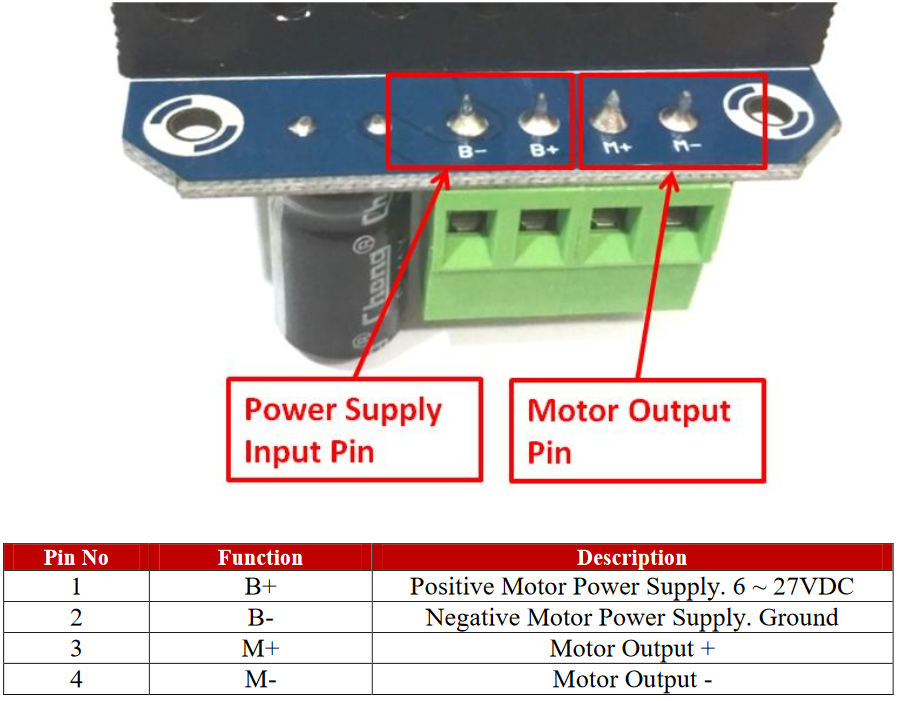 B- B+ M+ M-
Chong®
Ch
Power Supply
Input Pin
Motor Output
Pin
Pin No Function Description
1 B+ Positive Motor Power Supply. 6 ~ 27VDC
2 B- Negative Motor Power Supply. Ground
3 M+ Motor Output +
4 M- Motor Output -